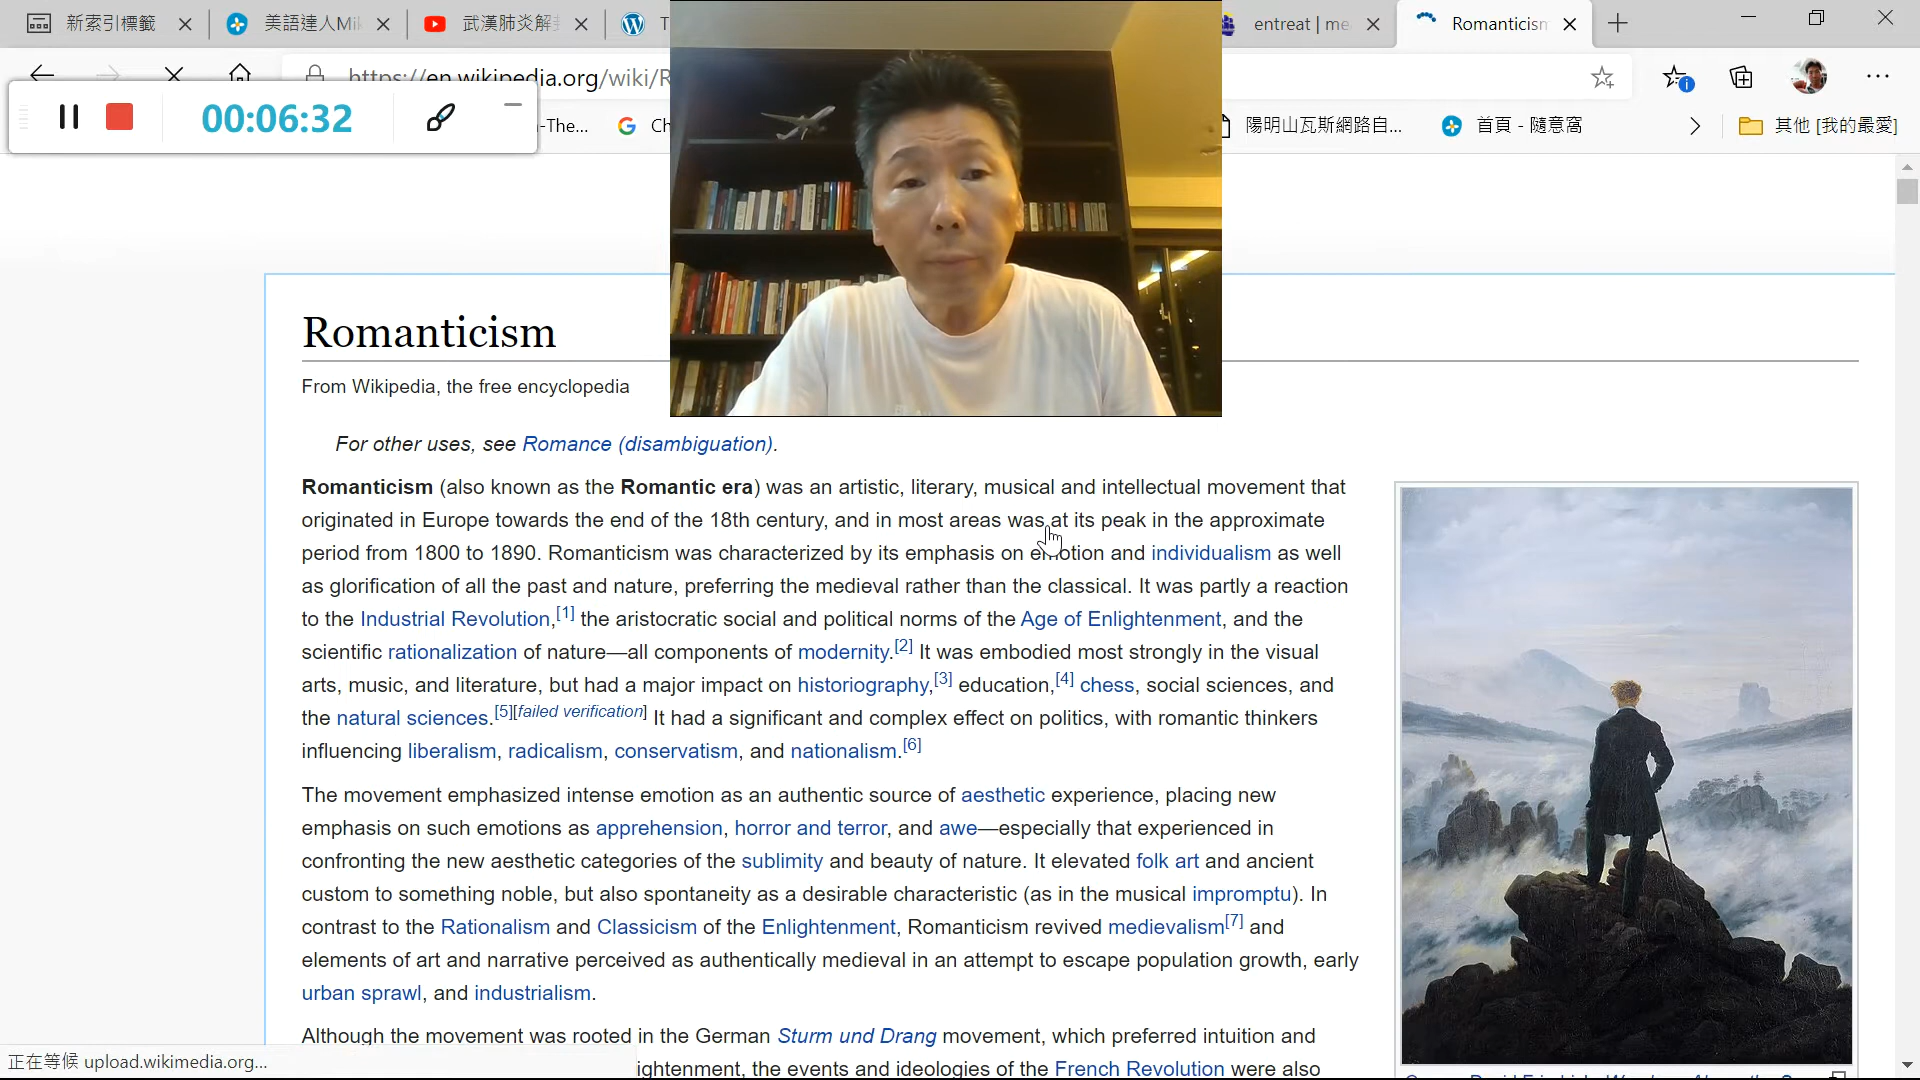 新索引標籤
美語達人Mi
武漢肺炎解
T
entreat | me
Romanticism
https://en.wikipedia.org/wiki/R
00:06:32
-The...
Ch
陽明山瓦斯網路自...
首頁 - 隨意窩
其他 [我的最愛]
Romanticism
From Wikipedia, the free encyclopedia
For other uses, see Romance (disambiguation).
Romanticism (also known as the Romantic era) was an artistic, literary, musical and intellectual movement that
originated in Europe towards the end of the 18th century, and in most areas was at its peak in the approximate
period from 1800 to 1890. Romanticism was characterized by its emphasis on emotion and individualism as well
as glorification of all the past and nature, preferring the medieval rather than the classical. It was partly a reaction
to the Industrial Revolution,[1] the aristocratic social and political norms of the Age of Enlightenment, and the
scientific rationalization of nature—all components of modernity.[2] It was embodied most strongly in the visual
arts, music, and literature, but had a major impact on historiography,[3] education,[4] chess, social sciences, and
the natural sciences.[5][failed verification] It had a significant and complex effect on politics, with romantic thinkers
influencing liberalism, radicalism, conservatism, and nationalism.[6]
The movement emphasized intense emotion as an authentic source of aesthetic experience, placing new
emphasis on such emotions as apprehension, horror and terror, and awe—especially that experienced in
confronting the new aesthetic categories of the sublimity and beauty of nature. It elevated folk art and ancient
custom to something noble, but also spontaneity as a desirable characteristic (as in the musical impromptu). In
contrast to the Rationalism and Classicism of the Enlightenment, Romanticism revived medievalism[7] and
elements of art and narrative perceived as authentically medieval in an attempt to escape population growth, early
urban sprawl, and industrialism.
Although the movement was rooted in the German Sturm und Drang movement, which preferred intuition and
ightenment, the events and ideologies of the French Revolution were also
正在等候 upload.wikimedia.org...